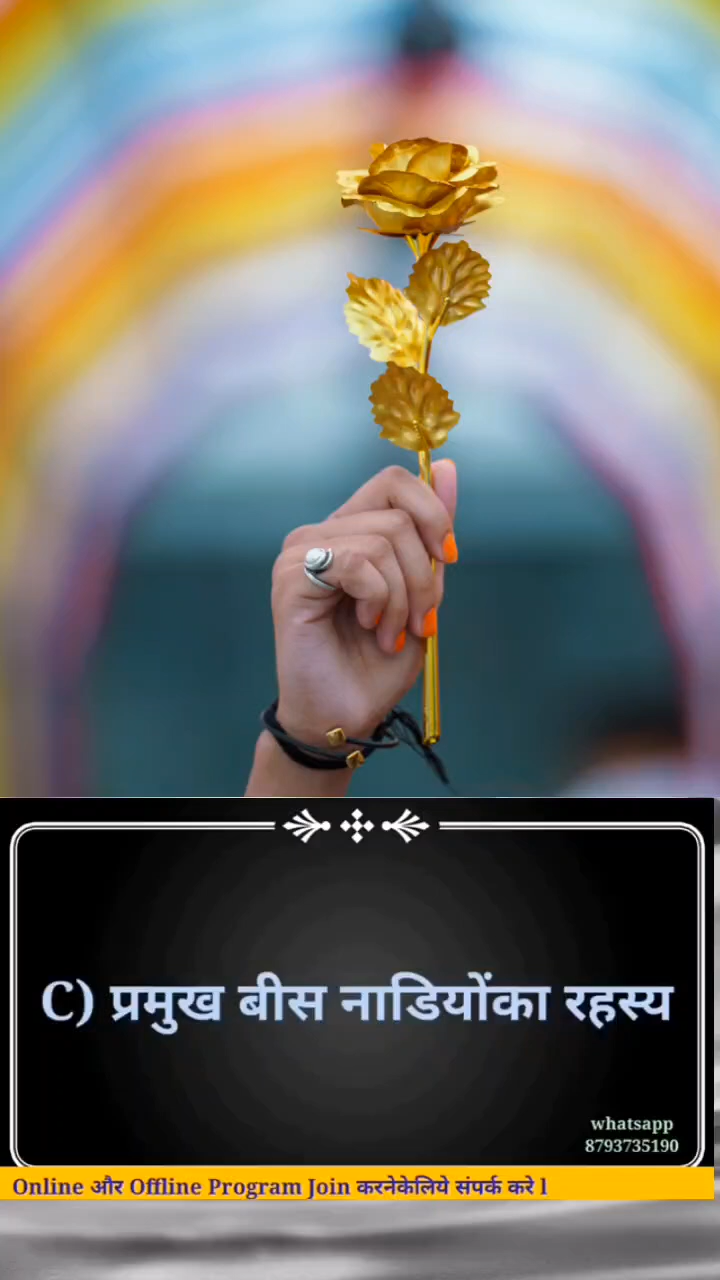 C) प्रमुख बीस नाडियोंका रहस्य
whatsapp
8793735190
Online और Offline Program Join करनेकेलिये संपर्क करे l